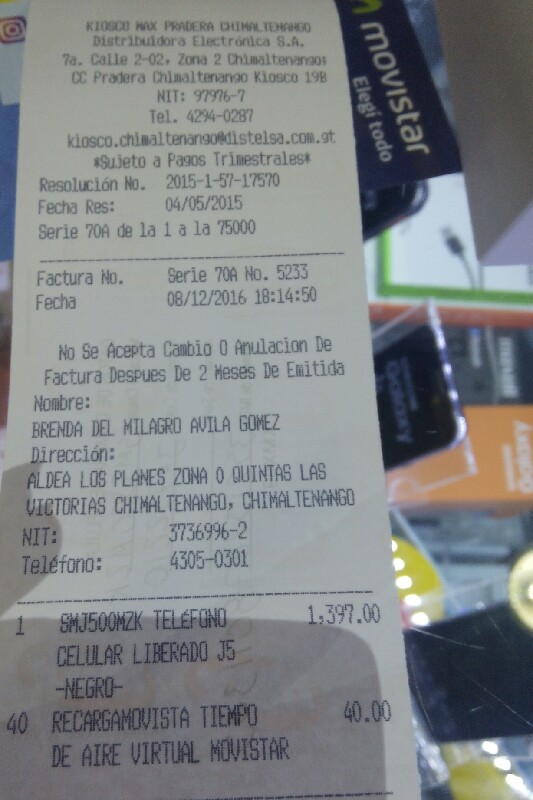 KIOSCO MAX PRADERA CHIMALTENANGO
Distribuidora Electrónica S.A.
7a. Calle 2-02, Zona 2 Chimaltenango;
CC Pradera Chimaltenango Kiosco 19B
NIT: 97976-7
Tel. 4294-0287
kiosco.chimaltenango@distelsa.com.gt
*Sujeto a Pagos Trimestrales*
Resolución No. 2015-1-57-17570
Fecha Res: 04/05/2015
Serie 70A de la 1 a la 75000
Factura No. Serie 70A No. 5233
Fecha 08/12/2016 18:14:50
No Se Acepta Cambio O Anulacion De
Factura Despues De 2 Meses De Emitida
Nombre:
BRENDA DEL MILAGRO AVILA GOMEZ
Dirección:
ALDEA LOS PLANES ZONA 0 QUINTAS LAS
VICTORIAS CHIMALTENANGO, CHIMALTENANGO
NIT: 3736996-2
Teléfono: 4305-0301
1 SMJ500MZK TELEFONO 1,397.00
CELULAR LIBERADO J5
-NEGRO-
40 RECARGAMOVISTA TIEMPO 40.00
DE AIRE VIRTUAL MOVISTAR
movistar
Elegí todo
Galaxy
Galaxy